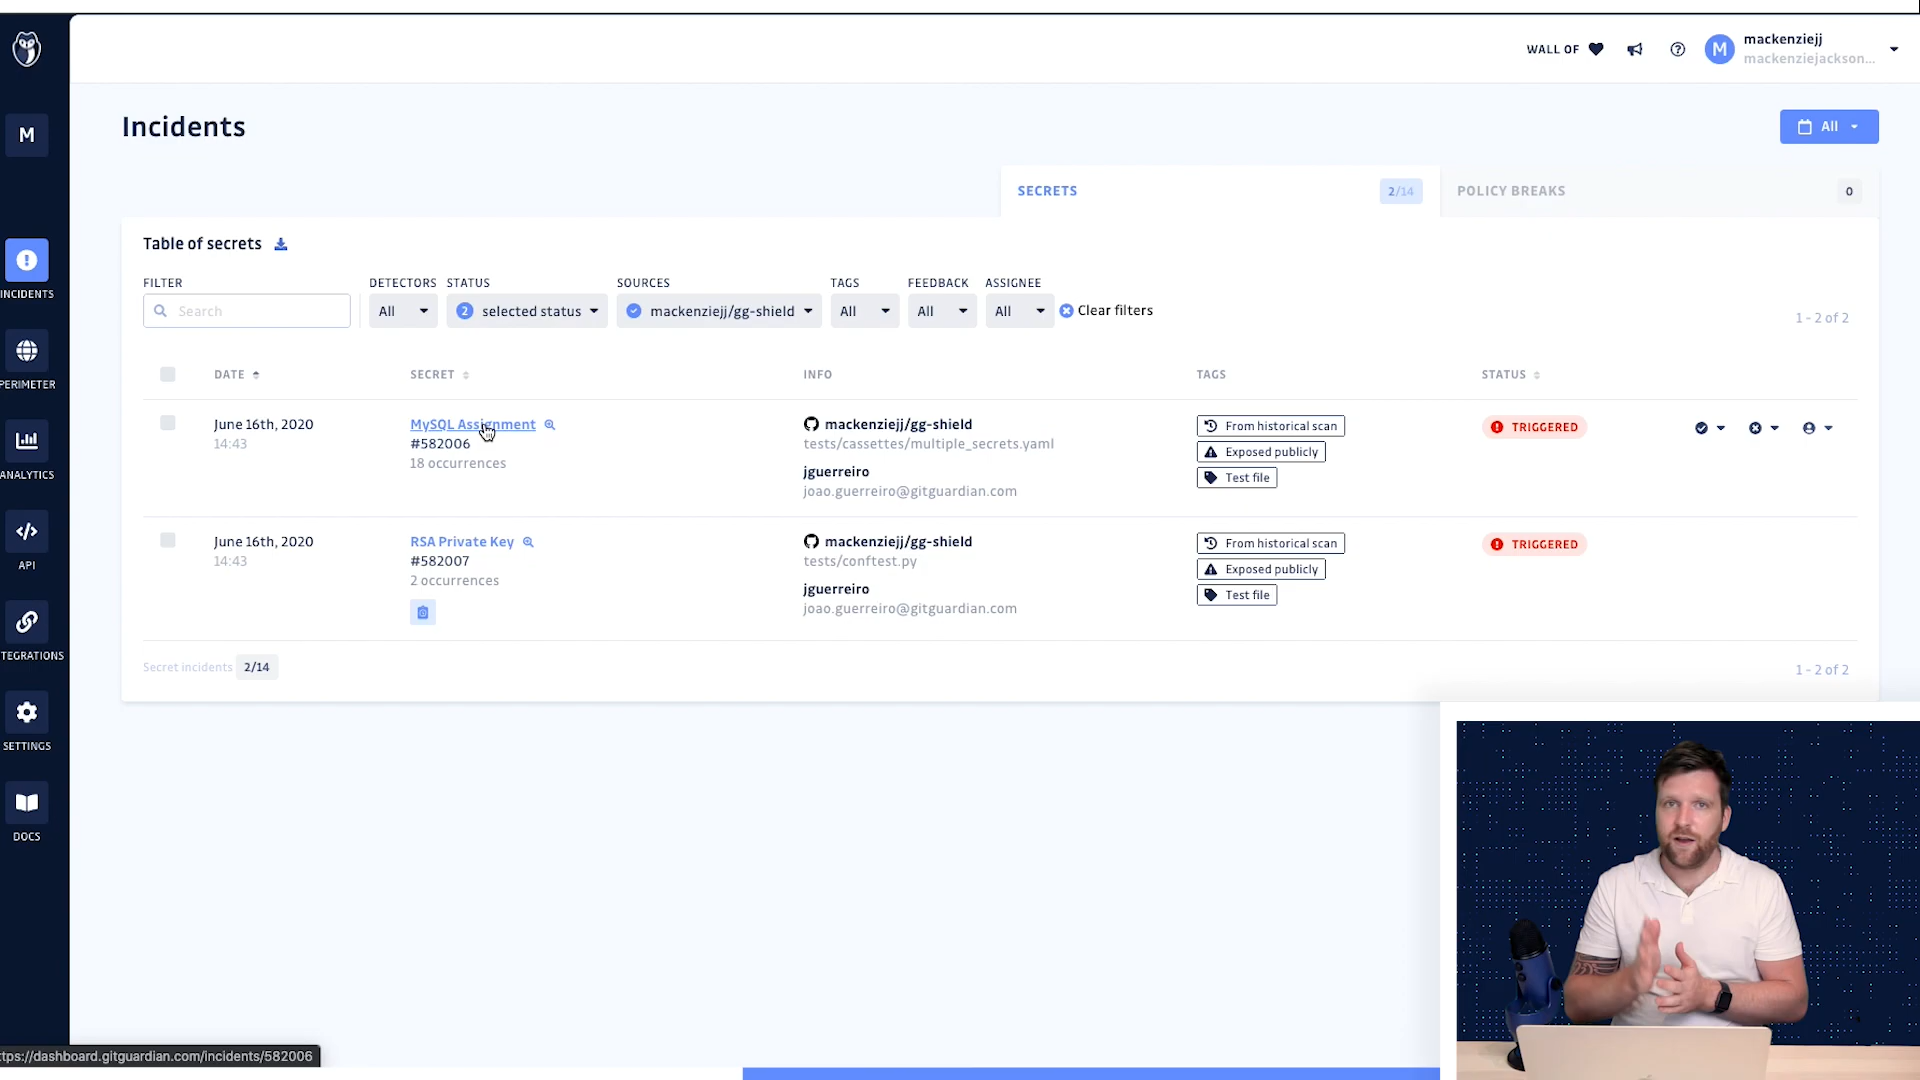 WALL OF
M
mackenziejj
mackenziejackson...
M
Incidents
All
SECRETS
2/14
POLICY BREAKS
0
Table of secrets
FILTER
DETECTORS
STATUS
SOURCES
TAGS
FEEDBACK
ASSIGNEE
Search
All
2 selected status
mackenziejj/gg-shield
All
All
All
Clear filters
1 - 2 of 2
DATE
SECRET
INFO
TAGS
STATUS
June 16th, 2020
14:43
MySQL Assignment
#582006
18 occurrences
mackenziejj/gg-shield
tests/cassettes/multiple_secrets.yaml
jguerreiro
joao.guerreiro@gitguardian.com
From historical scan
Exposed publicly
Test file
TRIGGERED
June 16th, 2020
14:43
RSA Private Key
#582007
2 occurrences
mackenziejj/gg-shield
tests/conftest.py
jguerreiro
joao.guerreiro@gitguardian.com
From historical scan
Exposed publicly
Test file
TRIGGERED
Secret incidents 2/14
1 - 2 of 2
INCIDENTS
PERIMETER
ANALYTICS
API
TEGRATIONS
SETTINGS
DOCS
tps://dashboard.gitguardian.com/incidents/582006